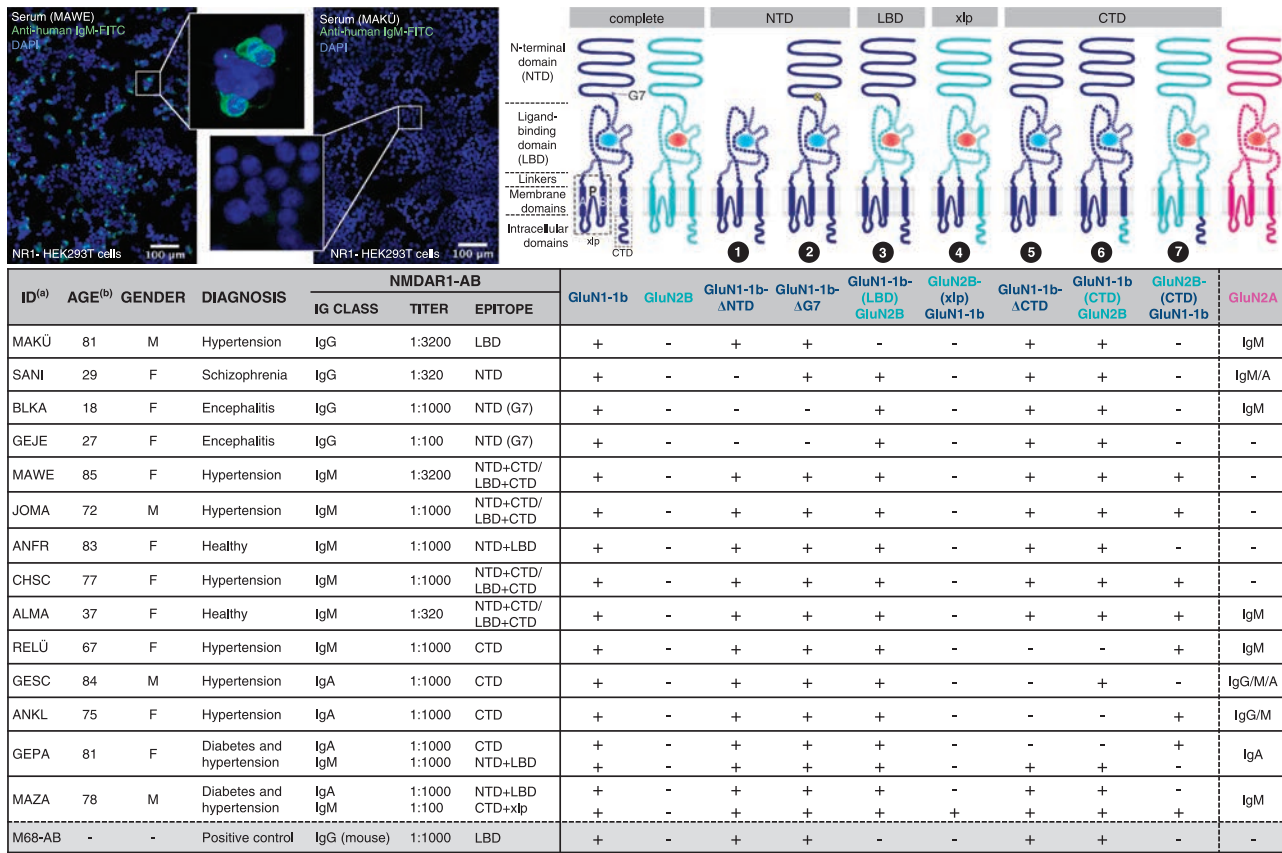 Serum (MAWE)
Anti-human IgM-FITC
DAPI
NR1- HEK293T cells
100 µm
Serum (MAKÜ)
Anti-human IgM-FITC
DAPI
NR1- HEK293T cells
100 µm
complete NTD LBD xlp CTD
N-terminal
domain
(NTD)
G7
Ligand-
binding
domain
(LBD)
Linkers
Membrane
domains
Intracellular
domains
P
xlp
CTD
1 2 3 4 5 6 7
ID(a) AGE(b) GENDER DIAGNOSIS NMDAR1-AB
IG CLASS TITER EPITOPE
GluN1-1b GluN2B GluN1-1b-ΔNTD GluN1-1b-ΔG7 GluN1-1b-(LBD)GluN2B GluN2B-(xlp)GluN1-1b GluN1-1b-ΔCTD GluN1-1b(CTD)GluN2B GluN2B-(CTD)GluN1-1b GluN2A
MAKÜ 81 M Hypertension IgG 1:3200 LBD + - + + - - + + - IgM
SANI 29 F Schizophrenia IgG 1:320 NTD + - - + + - + + - IgM/A
BLKA 18 F Encephalitis IgG 1:1000 NTD (G7) + - - - + - + + - IgM
GEJE 27 F Encephalitis IgG 1:100 NTD (G7) + - - - + - + + - -
MAWE 85 F Hypertension IgM 1:3200 NTD+CTD/
LBD+CTD + - + + + - + + + -
JOMA 72 M Hypertension IgM 1:1000 NTD+CTD/
LBD+CTD + - + + + - + + + -
ANFR 83 F Healthy IgM 1:1000 NTD+LBD + - + + + - + + - -
CHSC 77 F Hypertension IgM 1:1000 NTD+CTD/
LBD+CTD + - + + + - + + + -
ALMA 37 F Healthy IgM 1:320 NTD+CTD/
LBD+CTD + - + + + - + + + IgM
RELÜ 67 F Hypertension IgM 1:1000 CTD + - + + + - - - + IgM
GESC 84 M Hypertension IgA 1:1000 CTD + - + + + - - + - IgG/M/A
ANKL 75 F Hypertension IgA 1:1000 CTD + - + + + - - - + IgG/M
GEPA 81 F Diabetes and IgA 1:1000 CTD + - + + + - - - + IgA
hypertension IgM 1:1000 NTD+LBD + - + + + - + + -
MAZA 78 M Diabetes and IgA 1:1000 NTD+LBD + - + + + - + + - IgM
hypertension IgM 1:100 CTD+xlp + - + + + + + + +
M68-AB - - Positive control IgG (mouse) 1:1000 LBD + - + + - - + + - -